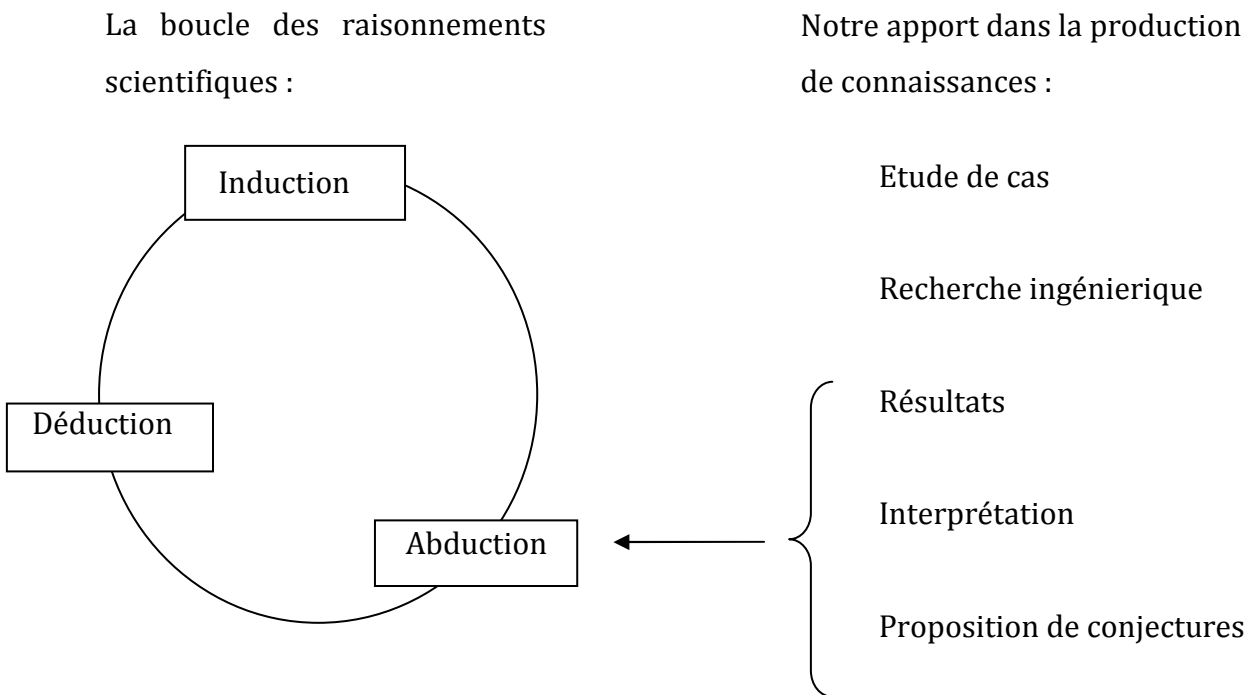 La boucle des raisonnements
scientifiques :
Notre apport dans la production
de connaissances :
Induction
Déduction
Abduction
Etude de cas
Recherche ingénierique
Résultats
Interprétation
Proposition de conjectures